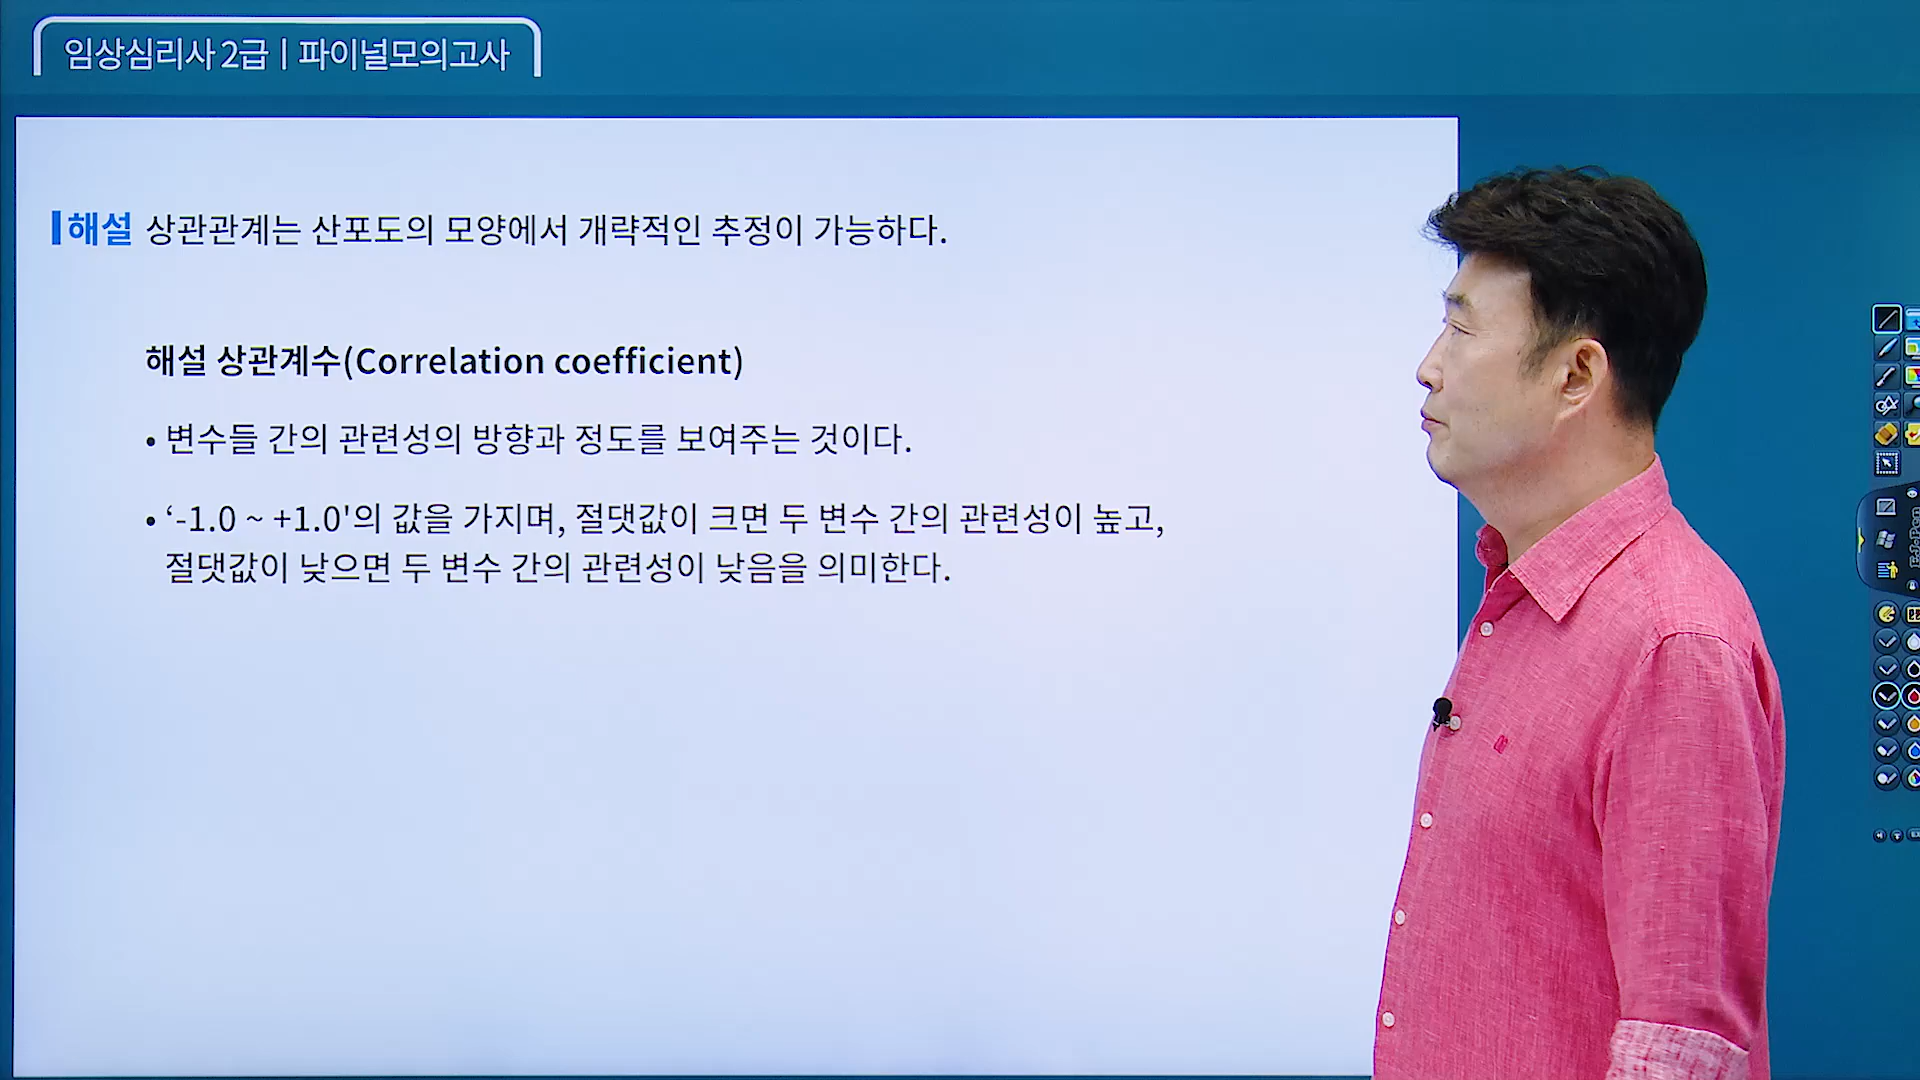 임상심리사 2급 | 파이널모의고사
해설 상관관계는 산포도의 모양에서 개략적인 추정이 가능하다.
해설 상관계수(Correlation coefficient)
• 변수들 간의 관련성의 방향과 정도를 보여주는 것이다.
• ‘-1.0 ~ +1.0'의 값을 가지며, 절댓값이 크면 두 변수 간의 관련성이 높고,
절댓값이 낮으면 두 변수 간의 관련성이 낮음을 의미한다.